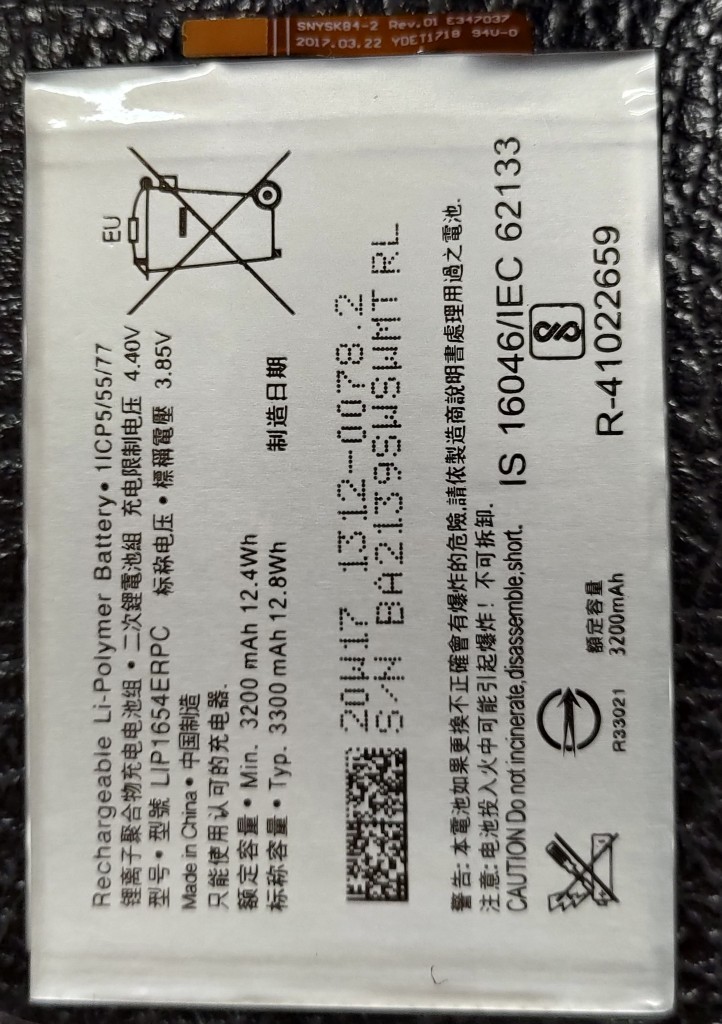 SNYSK84-2 Rev.01 E347037
2017.03.22 YDET1718 94V-0
Rechargeable Li-Polymer Battery • 1ICP5/55/77
锂离子聚合物充电电池组 • 二次鋰電池組 充电限制电压 4.40V
型号 • 型號 LIP1654ERPC 标称电压 • 標稱電壓 3.85V
Made in China • 中国制造
只能使用认可的充电器.
额定容量 • Min. 3200 mAh 12.4Wh
标称容量 • Typ. 3300 mAh 12.8Wh
制造日期
EU
20W17 1312-0078.2
S/N BA2139SWSWMT RL
警告: 本電池如果更換不正確會有爆炸的危險,請依製造商說明書處理用過之電池.
注意: 电池投入火中可能引起爆炸! 不可拆卸.
CAUTION Do not incinerate,disassemble,short.
IS 16046/IEC 62133
R-41022659
R33021
額定容量
3200mAh